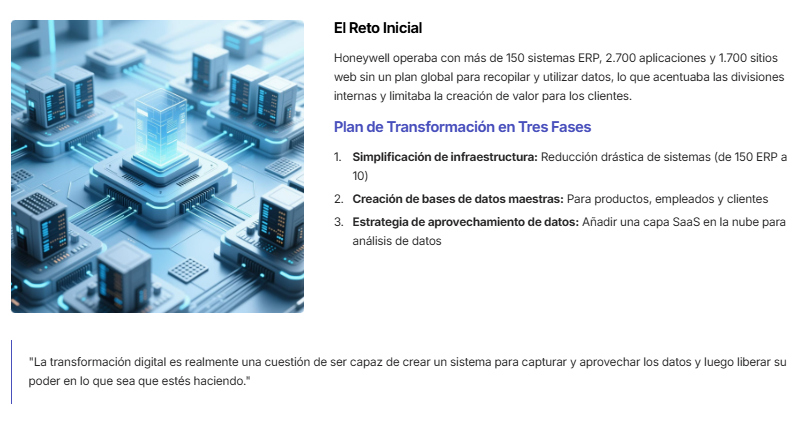 El Reto Inicial
Honeywell operaba con más de 150 sistemas ERP, 2.700 aplicaciones y 1.700 sitios
web sin un plan global para recopilar y utilizar datos, lo que acentuaba las divisiones
internas y limitaba la creación de valor para los clientes.
Plan de Transformación en Tres Fases
1. Simplificación de infraestructura: Reducción drástica de sistemas (de 150 ERP a
10)
2. Creación de bases de datos maestras: Para productos, empleados y clientes
3. Estrategia de aprovechamiento de datos: Añadir una capa SaaS en la nube para
análisis de datos
"La transformación digital es realmente una cuestión de ser capaz de crear un sistema para capturar y aprovechar los datos y luego liberar su
poder en lo que sea que estés haciendo."